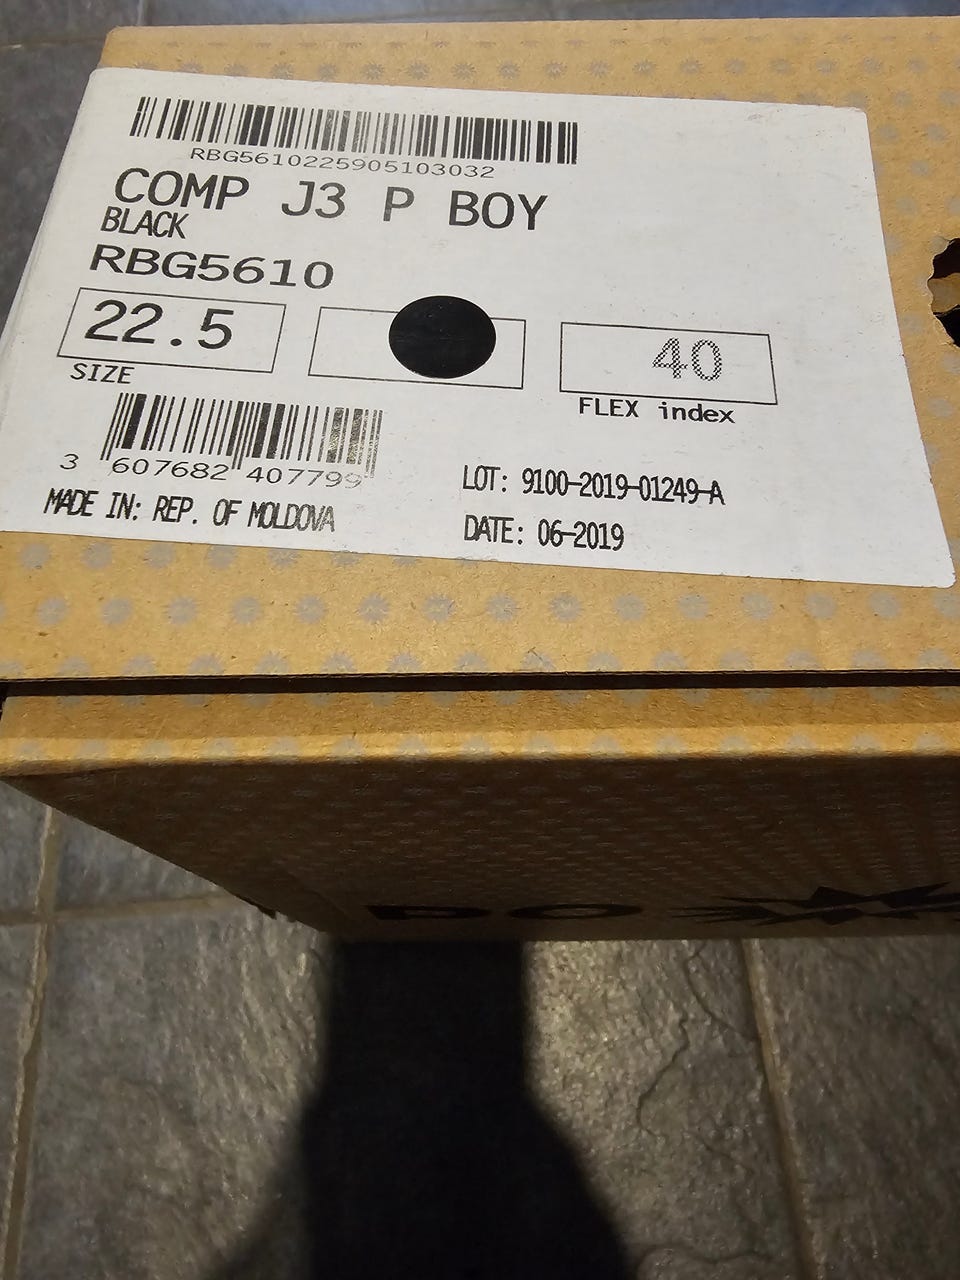 RBG5610225905103032
COMP J3 P BOY
BLACK
RBG5610
22.5
40
SIZE
FLEX index
3 607682 407799
LOT: 9100-2019-01249-A
MADE IN: REP. OF MOLDOVA
DATE: 06-2019